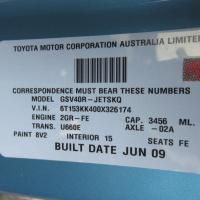 TOYOTA MOTOR CORPORATION AUSTRALIA LIMITE
CORRESPONDENCE MUST BEAR THESE NUMBERS
MODEL GSV40R-JETSKQ
V.I.N. 6T153KK400X326174
ENGINE 2GR-FE CAP. 3456 ML.
TRANS. U660E AXLE -02A
PAINT 8V2 INTERIOR 15 SEATS FE
BUILT DATE JUN 09